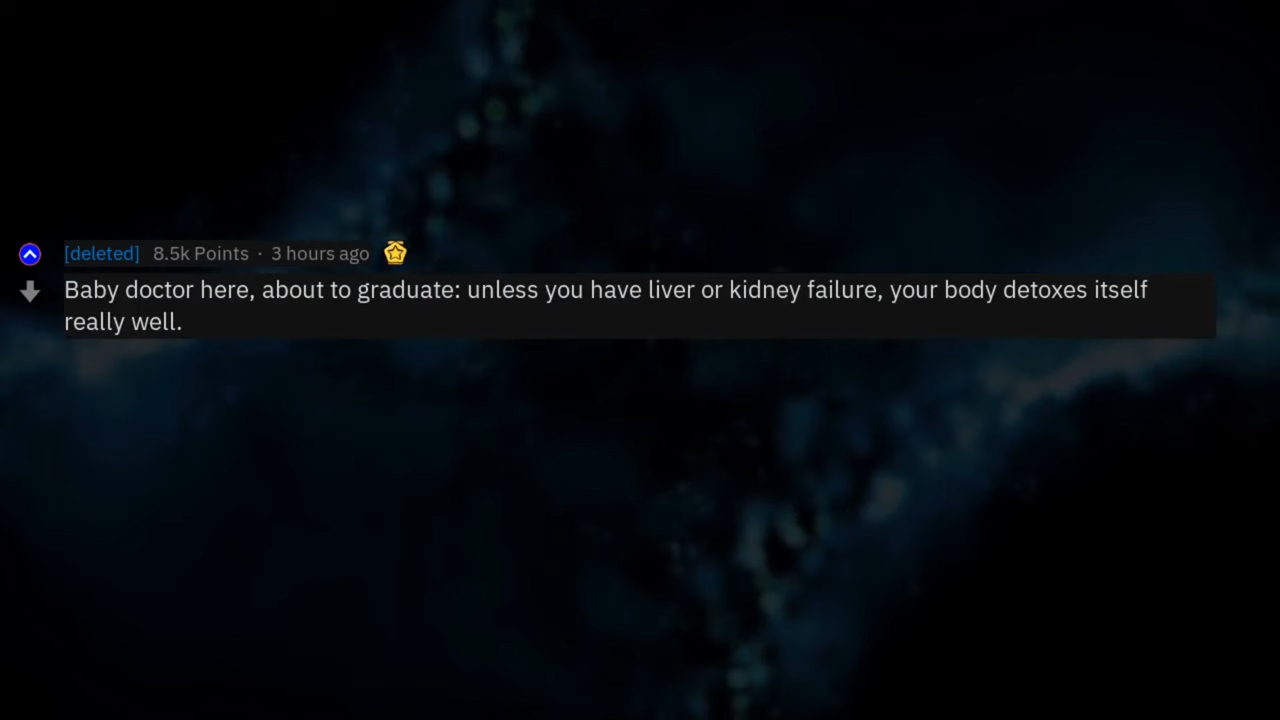 [deleted] 8.5k Points · 3 hours ago
Baby doctor here, about to graduate: unless you have liver or kidney failure, your body detoxes itself
really well.